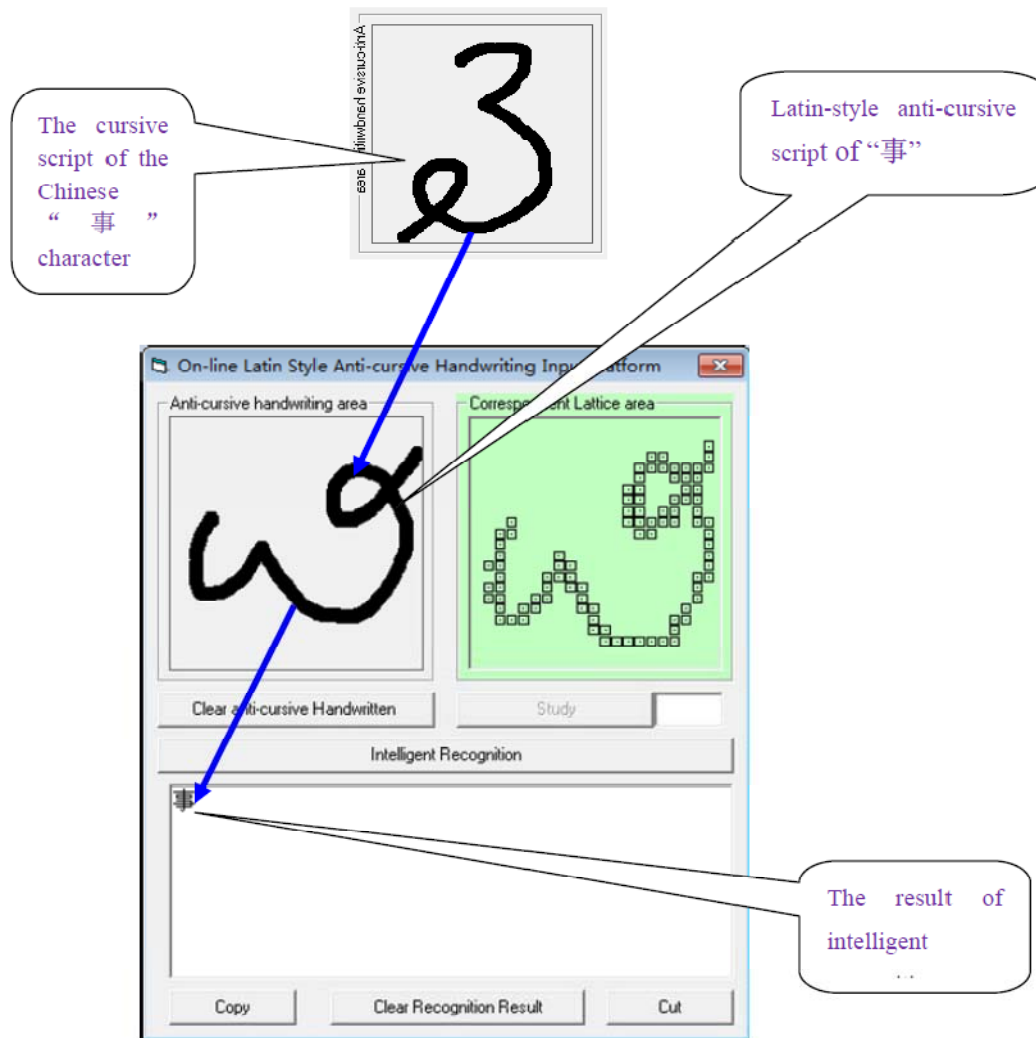 Anti-cursive handwriting area
The cursive
script of the
Chinese
“ 事 ”
character
Latin-style anti-cursive
script of “事”
On-line Latin Style Anti-cursive Handwriting Input Platform
Anti-cursive handwriting area
Correspondent Lattice area
Clear anti-cursive Handwritten
Study
Intelligent Recognition
事
The result of
intelligent
Copy
Clear Recognition Result
Cut